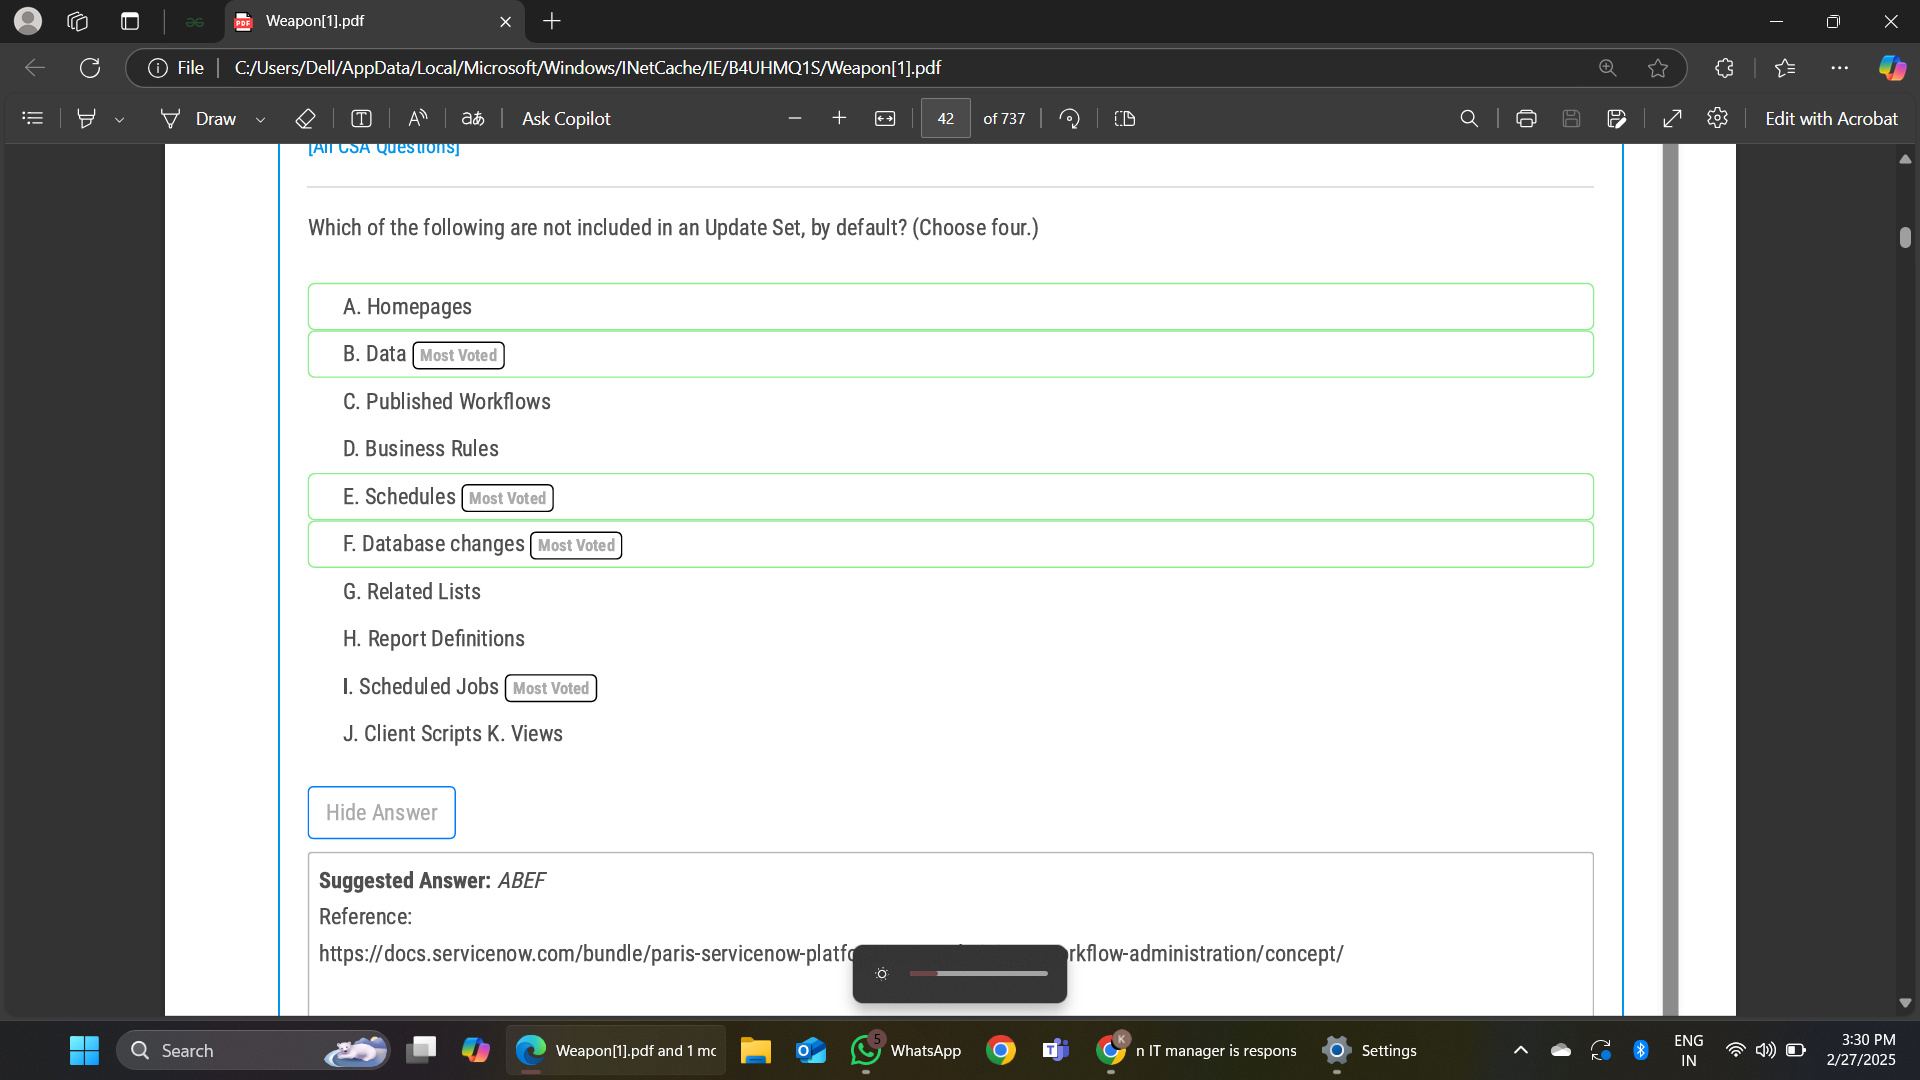 Weapon[1].pdf
File
C:/Users/Dell/AppData/Local/Microsoft/Windows/INetCache/IE/B4UHMQ1S/Weapon[1].pdf
Draw
Ask Copilot
42 of 737
Edit with Acrobat
[All CSA Questions]
Which of the following are not included in an Update Set, by default? (Choose four.)
A. Homepages
B. Data Most Voted
C. Published Workflows
D. Business Rules
E. Schedules Most Voted
F. Database changes Most Voted
G. Related Lists
H. Report Definitions
I. Scheduled Jobs Most Voted
J. Client Scripts K. Views
Hide Answer
Suggested Answer: ABEF
Reference:
https://docs.servicenow.com/bundle/paris-servicenow-platfo rkflow-administration/concept/
Search
Weapon[1].pdf and 1 mc
5
WhatsApp
K
n IT manager is respons
Settings
ENG
IN
3:30 PM
2/27/2025